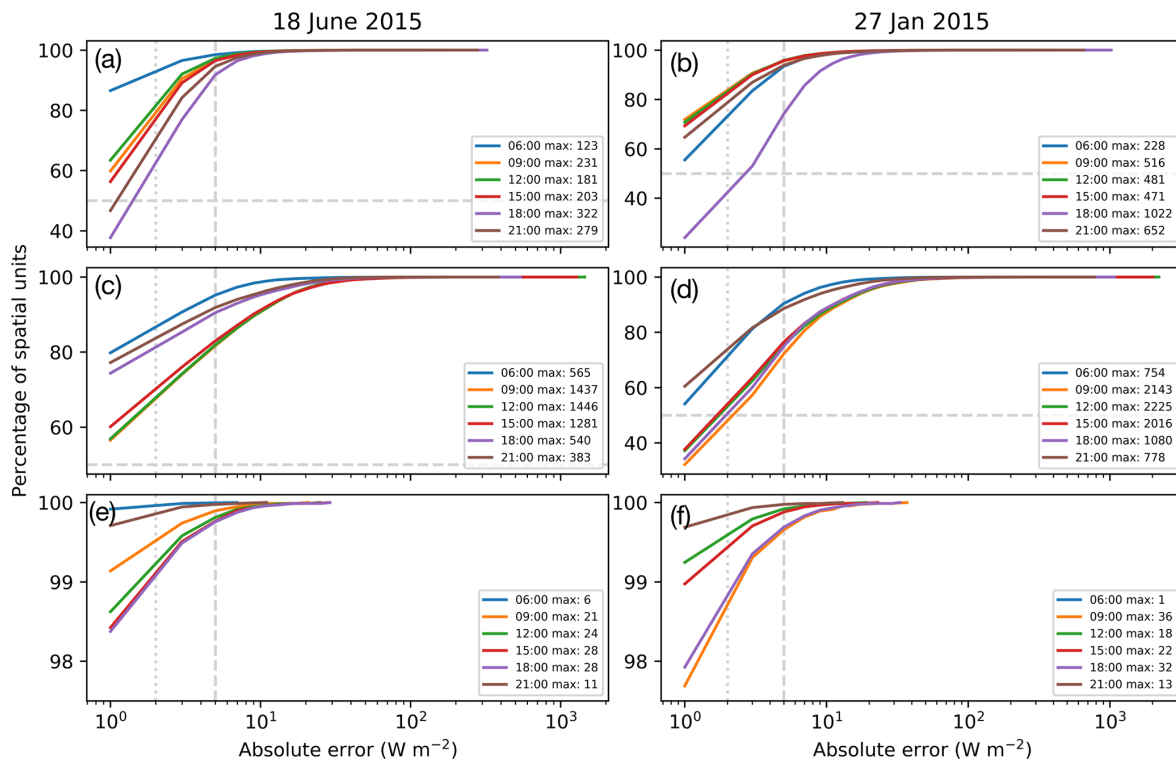 18 June 2015
27 Jan 2015
Percentage of spatial units
(a)
100
80
60
40
06:00 max: 123
09:00 max: 231
12:00 max: 181
15:00 max: 203
18:00 max: 322
21:00 max: 279
(b)
100
80
60
40
06:00 max: 228
09:00 max: 516
12:00 max: 481
15:00 max: 471
18:00 max: 1022
21:00 max: 652
(c)
100
80
60
06:00 max: 565
09:00 max: 1437
12:00 max: 1446
15:00 max: 1281
18:00 max: 540
21:00 max: 383
(d)
100
80
60
40
06:00 max: 754
09:00 max: 2143
12:00 max: 2225
15:00 max: 2016
18:00 max: 1080
21:00 max: 778
(e)
100
99
98
06:00 max: 6
09:00 max: 21
12:00 max: 24
15:00 max: 28
18:00 max: 28
21:00 max: 11
10⁰ 10¹ 10² 10³
Absolute error (W m⁻²)
(f)
100
99
98
06:00 max: 1
09:00 max: 36
12:00 max: 18
15:00 max: 22
18:00 max: 32
21:00 max: 13
10⁰ 10¹ 10² 10³
Absolute error (W m⁻²)